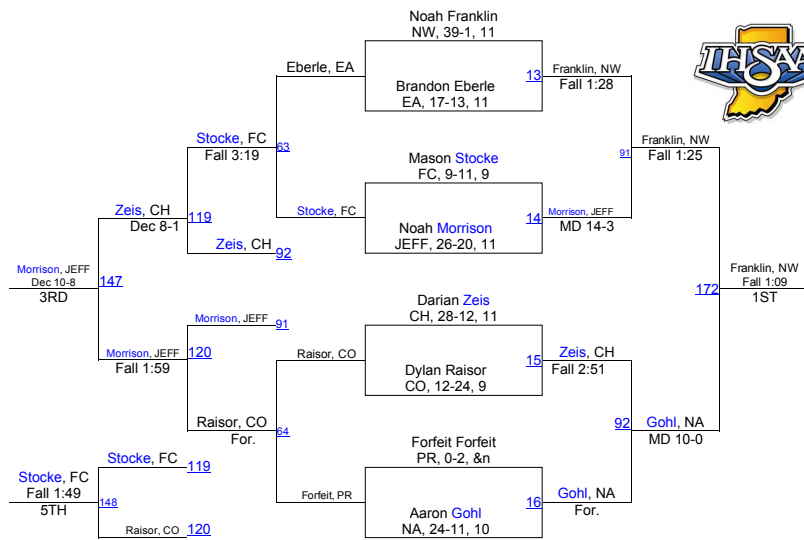 Noah Franklin
NW, 39-1, 11
Eberle, EA
13
Franklin, NW
Fall 1:28
Brandon Eberle
EA, 17-13, 11
IHSAA
Stocke, FC
Fall 3:19
63
Franklin, NW
Fall 1:25
91
Mason Stocke
FC, 9-11, 9
Zeis, CH
Dec 8-1
119
Stocke, FC
14
Morrison, JEFF
MD 14-3
Noah Morrison
JEFF, 26-20, 11
Zeis, CH
92
Morrison, JEFF
Dec 10-8
3RD
147
172
Franklin, NW
Fall 1:09
1ST
Darian Zeis
CH, 28-12, 11
Morrison, JEFF
91
Morrison, JEFF
Fall 1:59
120
Raisor, CO
15
Zeis, CH
Fall 2:51
Dylan Raisor
CO, 12-24, 9
Raisor, CO
For.
64
92
Gohl, NA
MD 10-0
Forfeit Forfeit
PR, 0-2, &n
Stocke, FC
119
Stocke, FC
Fall 1:49
5TH
148
Forfeit, PR
16
Gohl, NA
For.
Aaron Gohl
NA, 24-11, 10
Raisor, CO
120